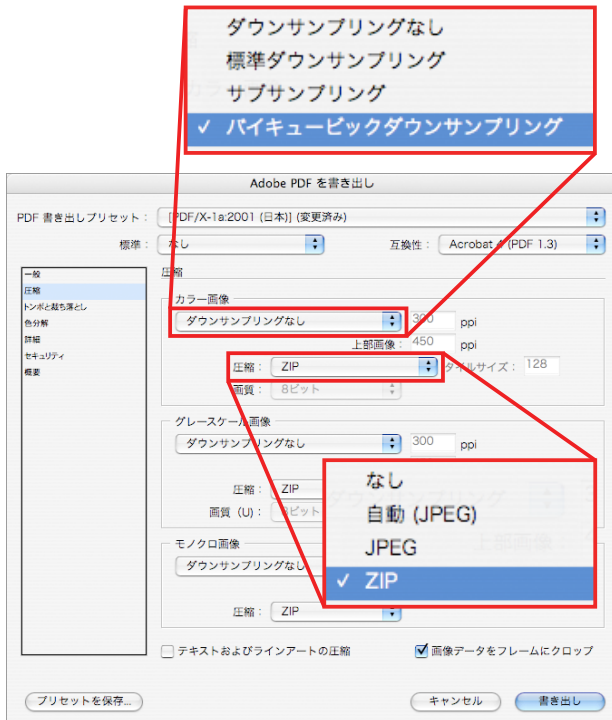 ダウンサンプリングなし
標準ダウンサンプリング
サブサンプリング
✓ バイキュービックダウンサンプリング
Adobe PDF を書き出し
PDF 書き出しプリセット： [PDF/X-1a:2001 (日本)] (変更済み)
標準： なし 互換性： Acrobat 4 (PDF 1.3)
一般
圧縮
トンボと裁ち落とし
色分解
詳細
セキュリティ
概要
圧縮
カラー画像
ダウンサンプリングなし 300 ppi
上部画像： 450 ppi
圧縮： ZIP タイルサイズ： 128
画質： 8ビット
グレースケール画像
ダウンサンプリングなし 300 ppi
圧縮： ZIP
画質（U）： 8ビット
なし
自動 (JPEG)
JPEG
✓ ZIP
モノクロ画像
ダウンサンプリングなし
圧縮： ZIP
テキストおよびラインアートの圧縮 画像データをフレームにクロップ
プリセットを保存... キャンセル 書き出し